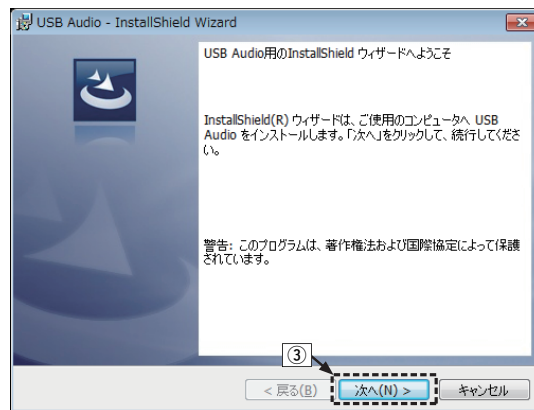 USB Audio - InstallShield Wizard
USB Audio用のInstallShield ウィザードへようこそ
InstallShield(R) ウィザードは、ご使用のコンピュータへ USB
Audio をインストールします。「次へ」をクリックして、続行してくださ
い。
警告: このプログラムは、著作権法および国際協定によって保護
されています。
③
< 戻る(B)
次へ(N) >
キャンセル